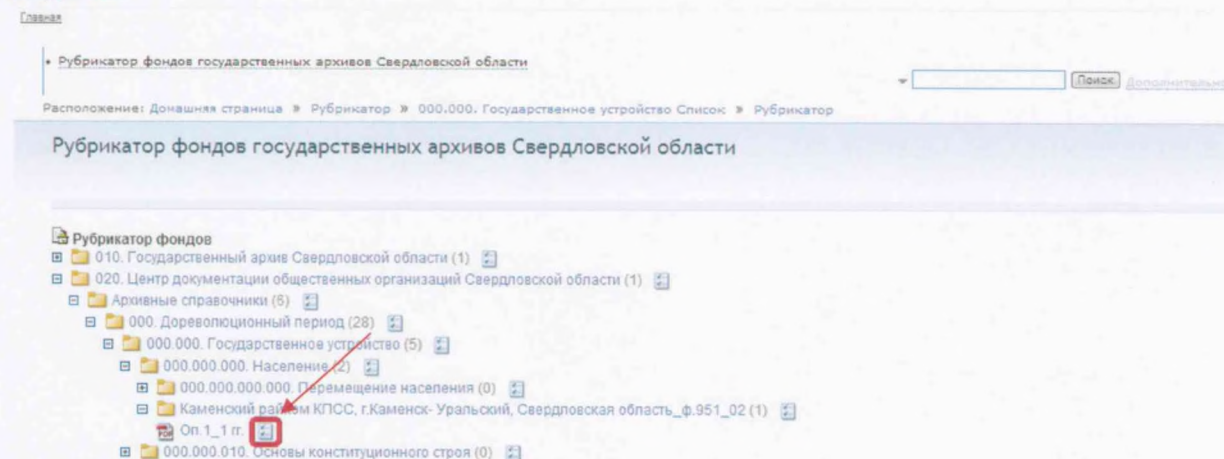 Главная
• Рубрикатор фондов государственных архивов Свердловской области
Поиск Дополнительно
Расположение: Домашняя страница » Рубрикатор » 000.000. Государственное устройство Список » Рубрикатор
Рубрикатор фондов государственных архивов Свердловской области
Рубрикатор фондов
010. Государственный архив Свердловской области (1)
020. Центр документации общественных организаций Свердловской области (1)
Архивные справочники (6)
000. Дореволюционный период (28)
000.000. Государственное устройство (5)
000.000.000. Население (2)
000.000.000.000. Перемещение населения (0)
Каменский райком КПСС, г.Каменск- Уральский, Свердловская область_ф.951_02 (1)
Оп.1_1 гг.
000.000.010. Основы конституционного строя (0)